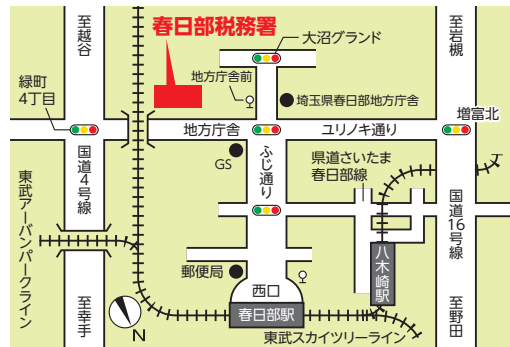 至越谷
春日部税務署
大沼グランド
至岩槻
緑町
4丁目
地方庁舎前
埼玉県春日部地方庁舎
増富北
地方庁舎
ユリノキ通り
国道4号線
GS
ふじ通り
県道さいたま
春日部線
東武アーバンパークライン
国道16号線
八木崎駅
郵便局
西口
至幸手
春日部駅
至野田
N
東武スカイツリーライン